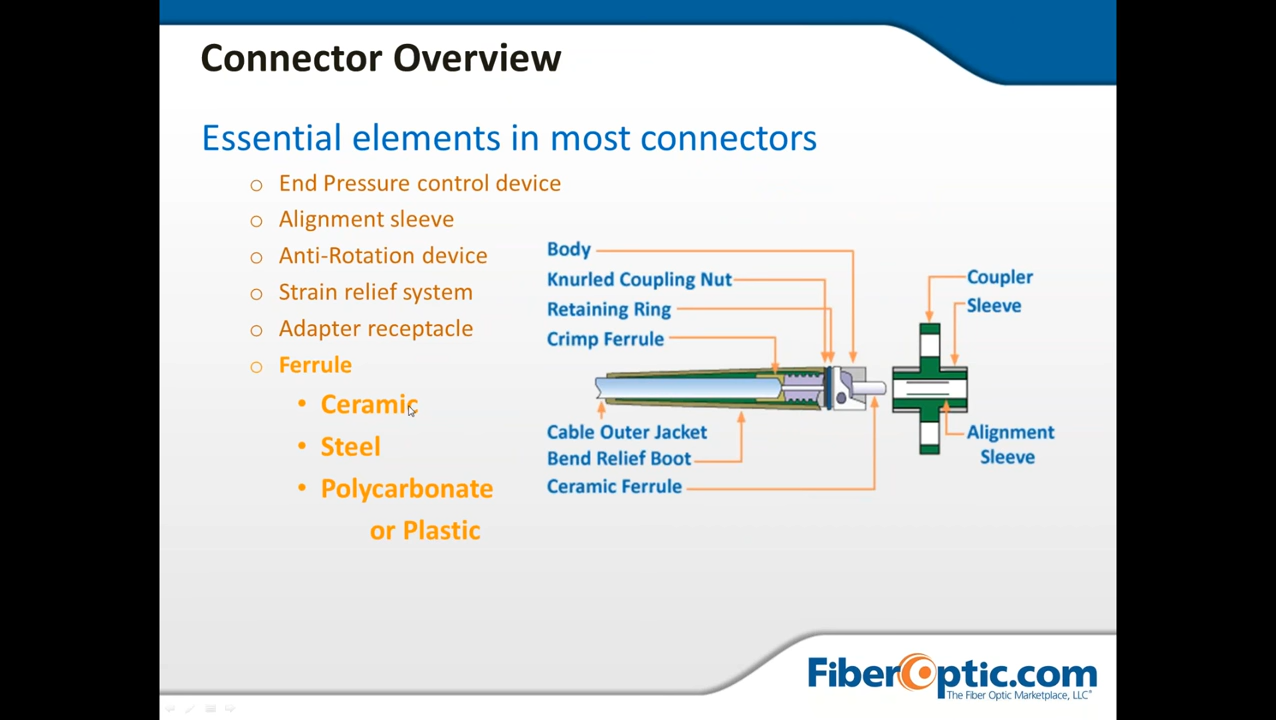 Connector Overview
Essential elements in most connectors
o End Pressure control device
o Alignment sleeve
o Anti-Rotation device
o Strain relief system
o Adapter receptacle
o Ferrule
• Ceramic
• Steel
• Polycarbonate
or Plastic
Body
Knurled Coupling Nut
Retaining Ring
Crimp Ferrule
Cable Outer Jacket
Bend Relief Boot
Ceramic Ferrule
Coupler
Sleeve
Alignment
Sleeve
FiberOptic.com
The Fiber Optic Marketplace, LLC®